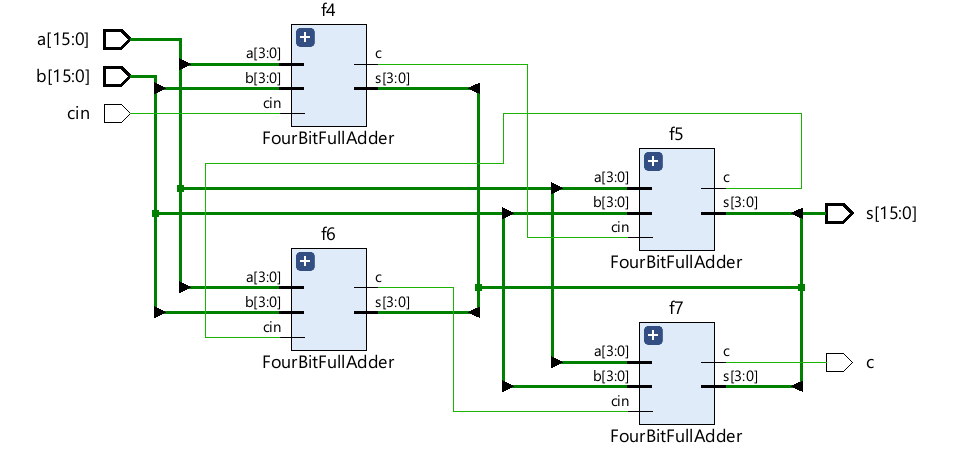 f4
a[15:0]
b[15:0]
cin
a[3:0]
b[3:0]
cin
c
s[3:0]
FourBitFullAdder
f5
a[3:0]
b[3:0]
cin
c
s[3:0]
FourBitFullAdder
s[15:0]
f6
a[3:0]
b[3:0]
cin
c
s[3:0]
FourBitFullAdder
f7
a[3:0]
b[3:0]
cin
c
s[3:0]
FourBitFullAdder
c